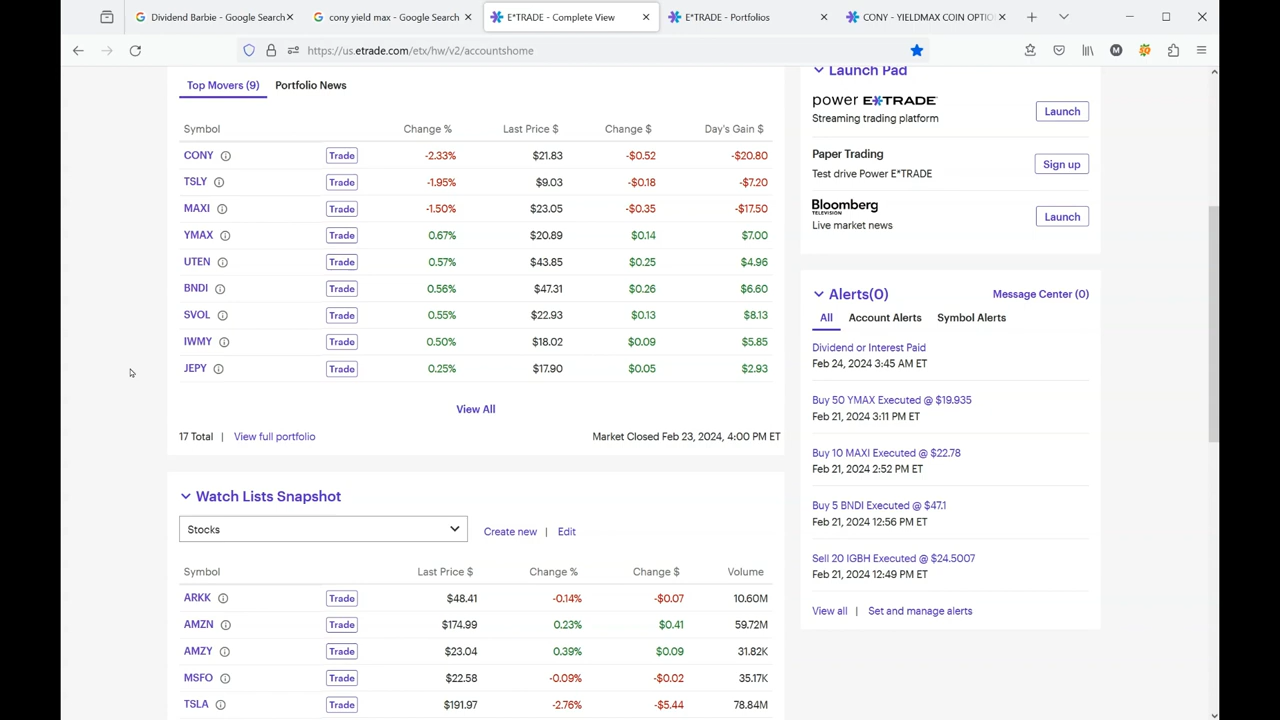 Dividend Barbie - Google Search
cony yield max - Google Search
E*TRADE - Complete View
E*TRADE - Portfolios
CONY - YIELDMAX COIN OPTIO
https://us.etrade.com/etx/hw/v2/accountshome
Top Movers (9) Portfolio News
Symbol Change % Last Price $ Change $ Day's Gain $
CONY Trade -2.33% $21.83 -$0.52 -$20.80
TSLY Trade -1.95% $9.03 -$0.18 -$7.20
MAXI Trade -1.50% $23.05 -$0.35 -$17.50
YMAX Trade 0.67% $20.89 $0.14 $7.00
UTEN Trade 0.57% $43.85 $0.25 $4.96
BNDI Trade 0.56% $47.31 $0.26 $6.60
SVOL Trade 0.55% $22.93 $0.13 $8.13
IWMY Trade 0.50% $18.02 $0.09 $5.85
JEPY Trade 0.25% $17.90 $0.05 $2.93
View All
17 Total | View full portfolio Market Closed Feb 23, 2024, 4:00 PM ET
Watch Lists Snapshot
Stocks Create new | Edit
Symbol Last Price $ Change % Change $ Volume
ARKK Trade $48.41 -0.14% -$0.07 10.60M
AMZN Trade $174.99 0.23% $0.41 59.72M
AMZY Trade $23.04 0.39% $0.09 31.82K
MSFO Trade $22.58 -0.09% -$0.02 35.17K
TSLA Trade $191.97 -2.76% -$5.44 78.84M
Launch Pad
power E*TRADE Launch
Streaming trading platform
Paper Trading Sign up
Test drive Power E*TRADE
Bloomberg Launch
TELEVISION
Live market news
Alerts(0) Message Center (0)
All Account Alerts Symbol Alerts
Dividend or Interest Paid
Feb 24, 2024 3:45 AM ET
Buy 50 YMAX Executed @ $19.935
Feb 21, 2024 3:11 PM ET
Buy 10 MAXI Executed @ $22.78
Feb 21, 2024 2:52 PM ET
Buy 5 BNDI Executed @ $47.1
Feb 21, 2024 12:56 PM ET
Sell 20 IGBH Executed @ $24.5007
Feb 21, 2024 12:49 PM ET
View all | Set and manage alerts